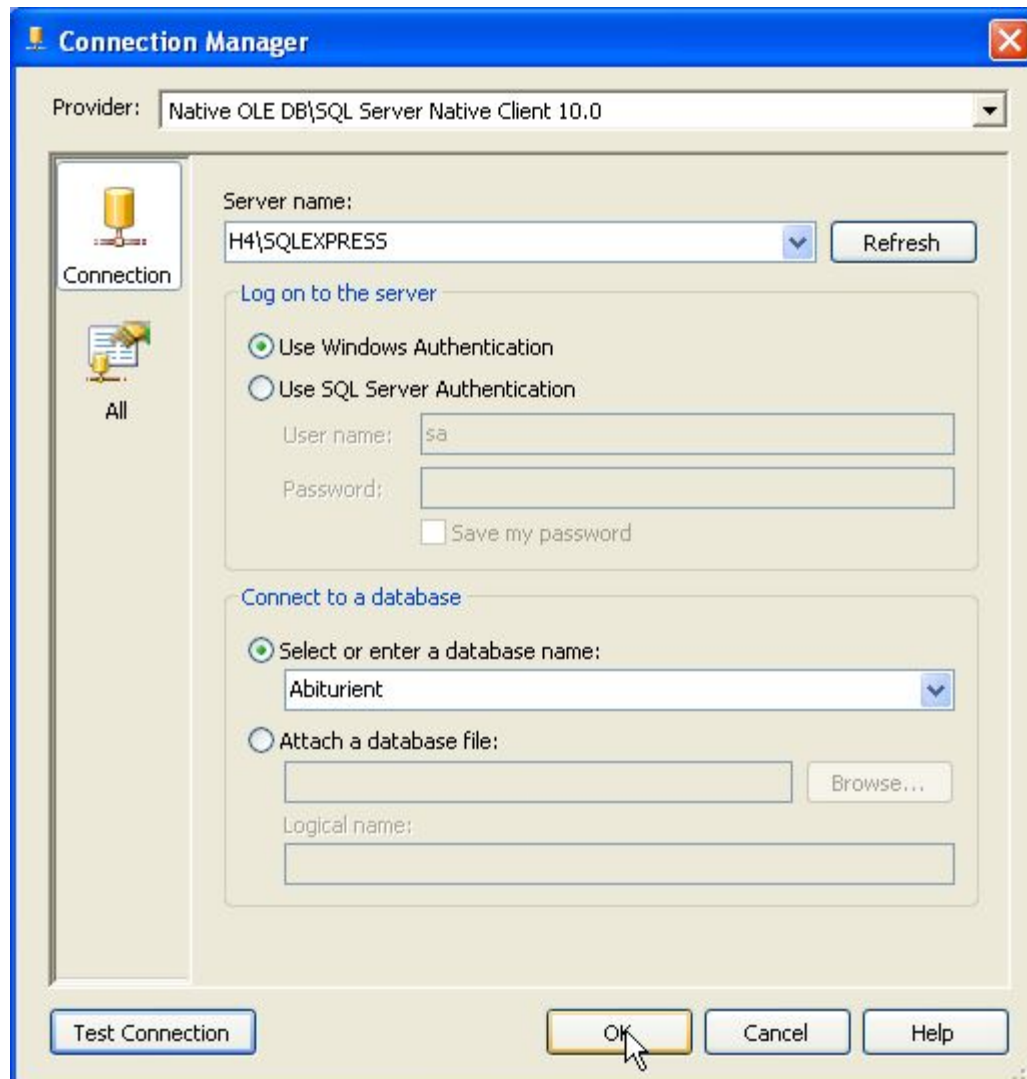 Connection Manager
Provider: Native OLE DB\SQL Server Native Client 10.0
Connection
All
Server name:
H4\SQLEXPRESS Refresh
Log on to the server
Use Windows Authentication
Use SQL Server Authentication
User name: sa
Password:
Save my password
Connect to a database
Select or enter a database name:
Abiturient
Attach a database file:
Browse...
Logical name:
Test Connection OK Cancel Help